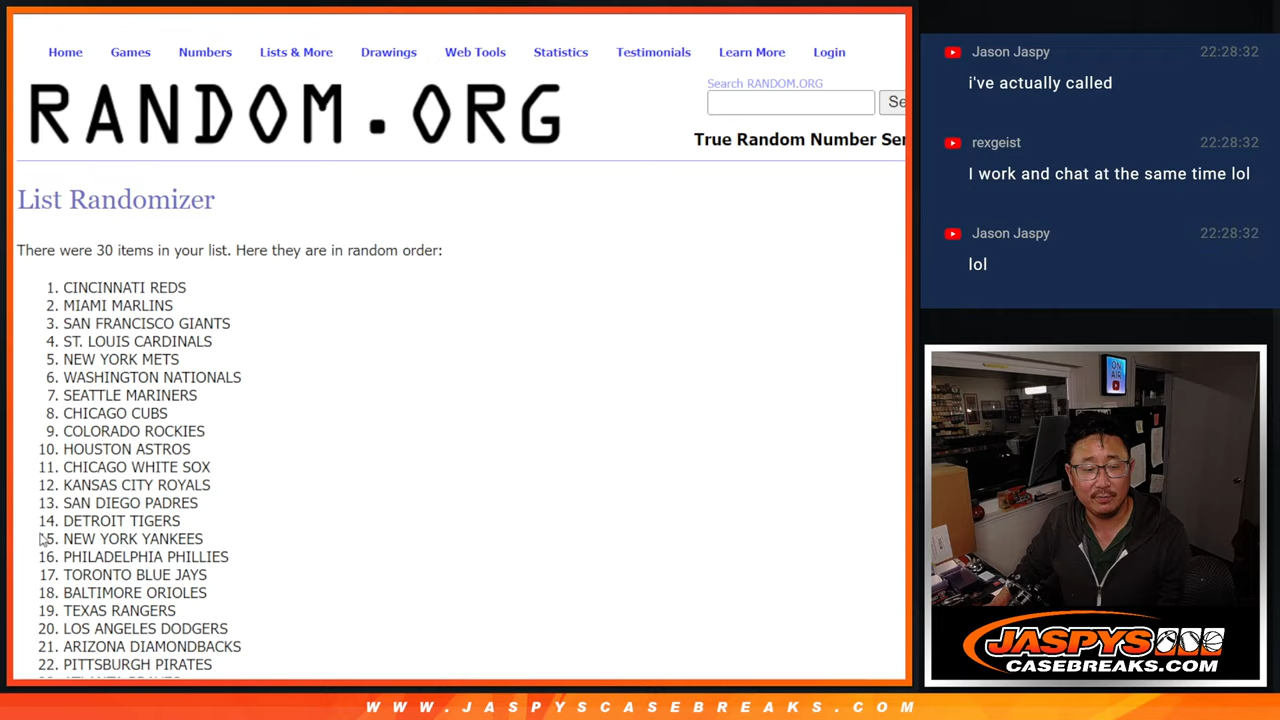 Home Games Numbers Lists & More Drawings Web Tools Statistics Testimonials Learn More Login
RANDOM.ORG
Search RANDOM.ORG
Se
True Random Number Ser
List Randomizer
There were 30 items in your list. Here they are in random order:
1. CINCINNATI REDS
2. MIAMI MARLINS
3. SAN FRANCISCO GIANTS
4. ST. LOUIS CARDINALS
5. NEW YORK METS
6. WASHINGTON NATIONALS
7. SEATTLE MARINERS
8. CHICAGO CUBS
9. COLORADO ROCKIES
10. HOUSTON ASTROS
11. CHICAGO WHITE SOX
12. KANSAS CITY ROYALS
13. SAN DIEGO PADRES
14. DETROIT TIGERS
15. NEW YORK YANKEES
16. PHILADELPHIA PHILLIES
17. TORONTO BLUE JAYS
18. BALTIMORE ORIOLES
19. TEXAS RANGERS
20. LOS ANGELES DODGERS
21. ARIZONA DIAMONDBACKS
22. PITTSBURGH PIRATES
Jason Jaspy 22:28:32
i've actually called
rexgeist 22:28:32
I work and chat at the same time lol
Jason Jaspy 22:28:32
lol
ON
AIR
JASPYS
CASEBREAKS.COM
WWW.JASPYSCASEBREAKS.COM